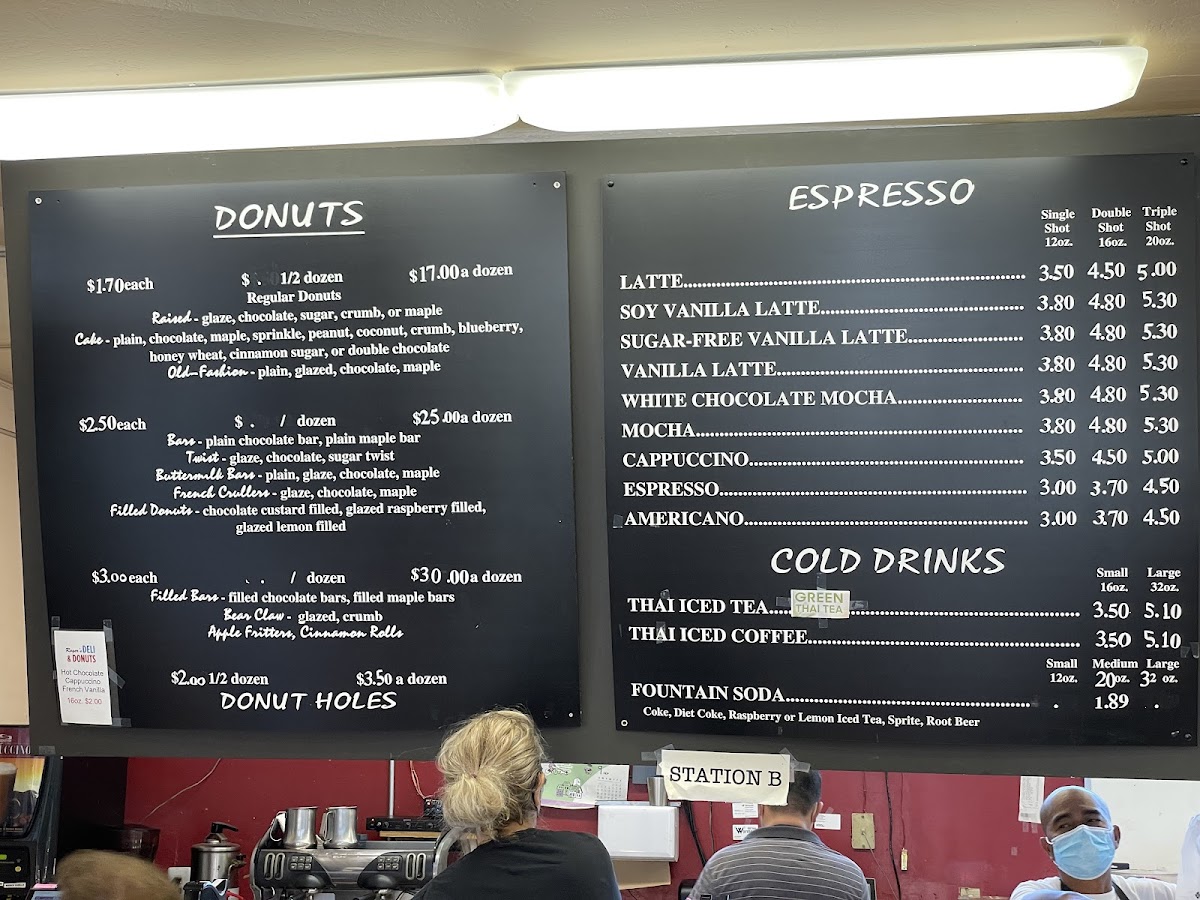 DONUTS
$1.70 each $ . 1/2 dozen $17.00 a dozen
Regular Donuts
Raised - glaze, chocolate, sugar, crumb, or maple
Cake - plain, chocolate, maple, sprinkle, peanut, coconut, crumb, blueberry,
honey wheat, cinnamon sugar, or double chocolate
Old-Fashion - plain, glazed, chocolate, maple
$2.50 each $ . / dozen $25.00 a dozen
Bars - plain chocolate bar, plain maple bar
Twist - glaze, chocolate, sugar twist
Buttermilk Bars - plain, glaze, chocolate, maple
French Crullers - glaze, chocolate, maple
Filled Donuts - chocolate custard filled, glazed raspberry filled,
glazed lemon filled
$3.00 each . / dozen $30.00 a dozen
Filled Bars - filled chocolate bars, filled maple bars
Bear Claw - glazed, crumb
Apple Fritters, Cinnamon Rolls
$2.00 1/2 dozen $3.50 a dozen
DONUT HOLES
Roger's DELI
& DONUTS
Hot Chocolate
Cappuccino
French Vanilla
16oz. $2.00
ESPRESSO
Single Double Triple
Shot Shot Shot
12oz. 16oz. 20oz.
LATTE 3.50 4.50 5.00
SOY VANILLA LATTE 3.80 4.80 5.30
SUGAR-FREE VANILLA LATTE 3.80 4.80 5.30
VANILLA LATTE 3.80 4.80 5.30
WHITE CHOCOLATE MOCHA 3.80 4.80 5.30
MOCHA 3.80 4.80 5.30
CAPPUCCINO 3.50 4.50 5.00
ESPRESSO 3.00 3.70 4.50
AMERICANO 3.00 3.70 4.50
COLD DRINKS
Small Large
16oz. 32oz.
GREEN
THAI TEA
THAI ICED TEA 3.50 5.10
THAI ICED COFFEE 3.50 5.10
Small Medium Large
12oz. 20oz. 32 oz.
FOUNTAIN SODA . 1.89 .
Coke, Diet Coke, Raspberry or Lemon Iced Tea, Sprite, Root Beer
STATION B